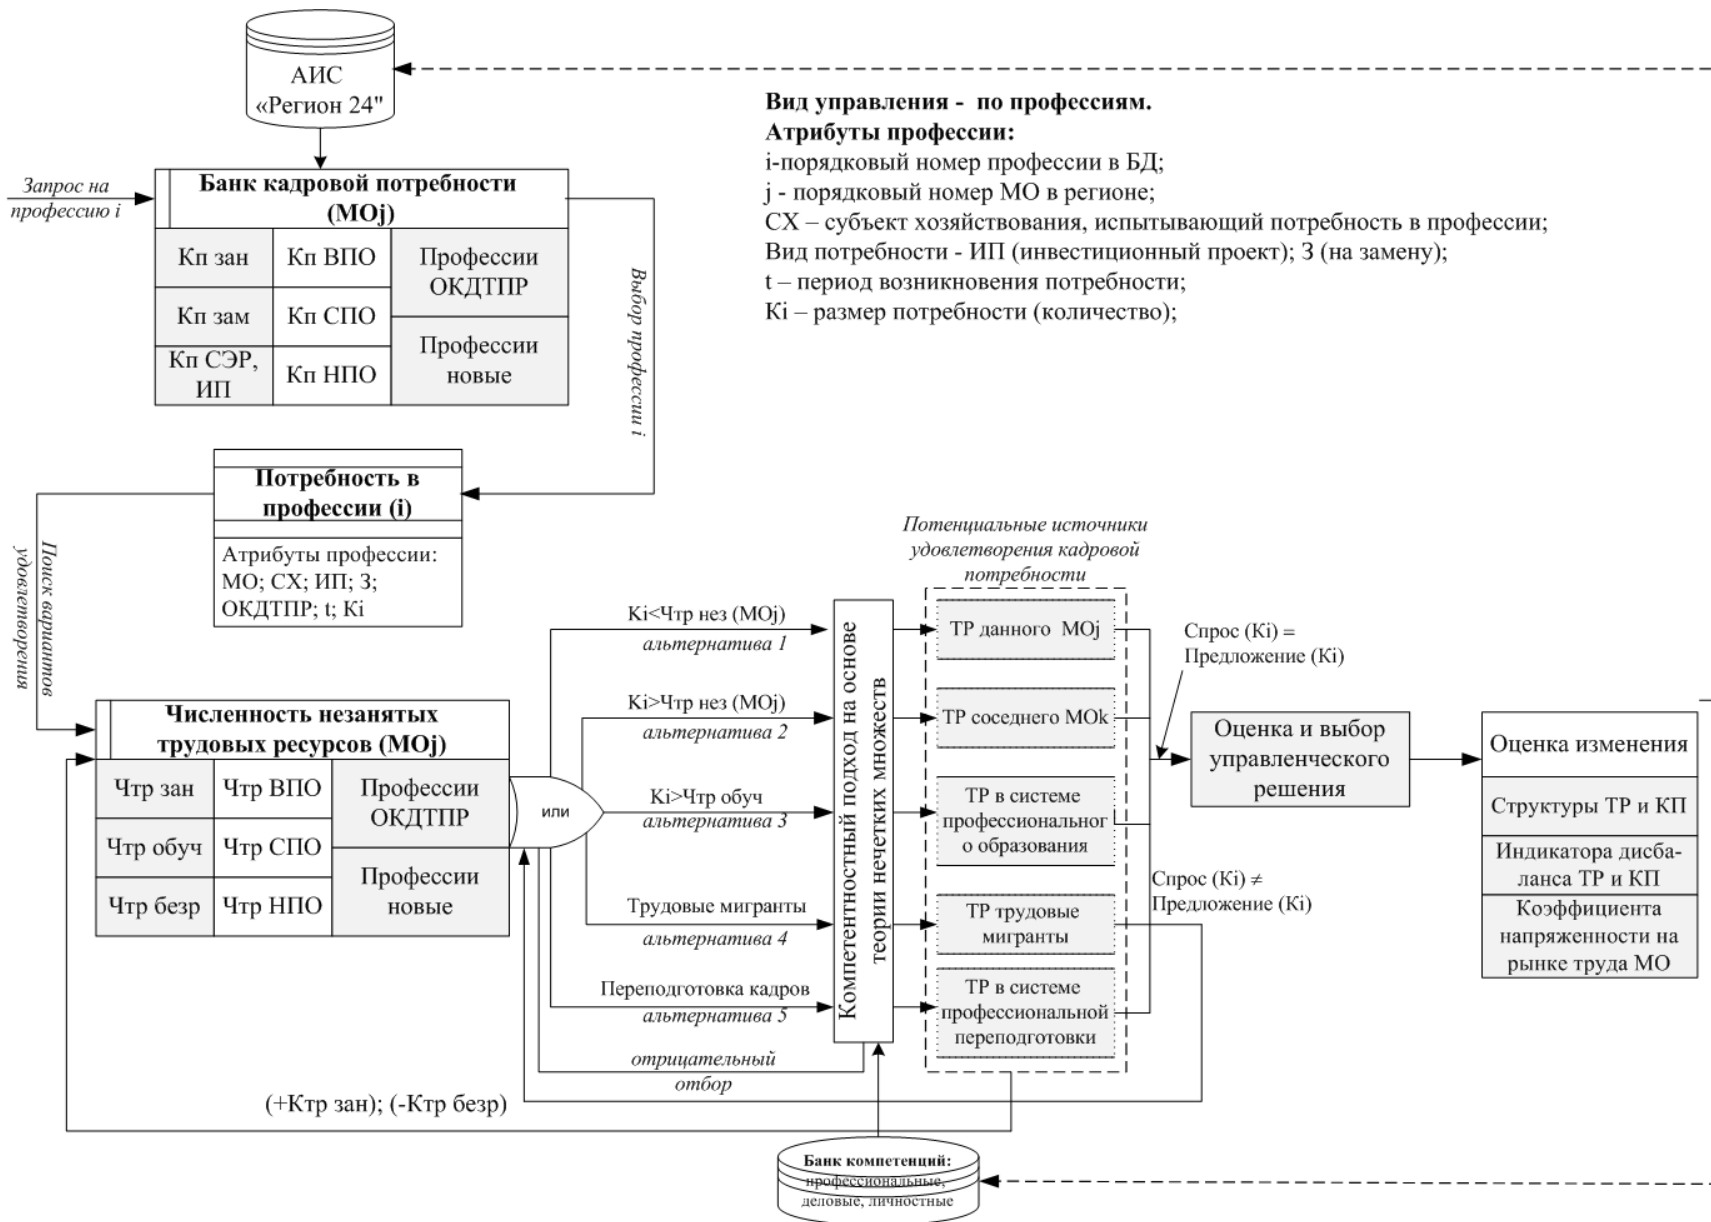 АИС
«Регион 24"
Вид управления - по профессиям.
Атрибуты профессии:
i-порядковый номер профессии в БД;
j - порядковый номер МО в регионе;
СХ – субъект хозяйствования, испытывающий потребность в профессии;
Вид потребности - ИП (инвестиционный проект); З (на замену);
t – период возникновения потребности;
Кi – размер потребности (количество);
Запрос на
профессию i
Банк кадровой потребности
(МОj)
Кп зан
Кп ВПО
Профессии
ОКДТПР
Кп зам
Кп СПО
Профессии
новые
Кп СЭР,
ИП
Кп НПО
Выбор профессии i
Потребность в
профессии (i)
Атрибуты профессии:
МО; СХ; ИП; З;
ОКДТПР; t; Кi
Поиск вариантов
удовлетворения
Численность незанятых
трудовых ресурсов (МОj)
Чтр зан
Чтр ВПО
Профессии
ОКДТПР
Чтр обуч
Чтр СПО
Профессии
новые
Чтр безр
Чтр НПО
или
Ki<Чтр нез (МОj)
альтернатива 1
Ki>Чтр нез (МОj)
альтернатива 2
Ki>Чтр обуч
альтернатива 3
Трудовые мигранты
альтернатива 4
Переподготовка кадров
альтернатива 5
отрицательный
отбор
(+Ктр зан); (-Ктр безр)
Компетентностный подход на основе
теории нечетких множеств
Потенциальные источники
удовлетворения кадровой
потребности
ТР данного МОj
ТР соседнего МОk
ТР в системе
профессиональног
о образования
ТР трудовые
мигранты
ТР в системе
профессиональной
переподготовки
Спрос (Кi) =
Предложение (Кi)
Спрос (Кi) ≠
Предложение (Кi)
Оценка и выбор
управленческого
решения
Оценка изменения
Структуры ТР и КП
Индикатора дисба-
ланса ТР и КП
Коэффициента
напряженности на
рынке труда МО
Банк компетенций:
профессиональные,
деловые, личностные